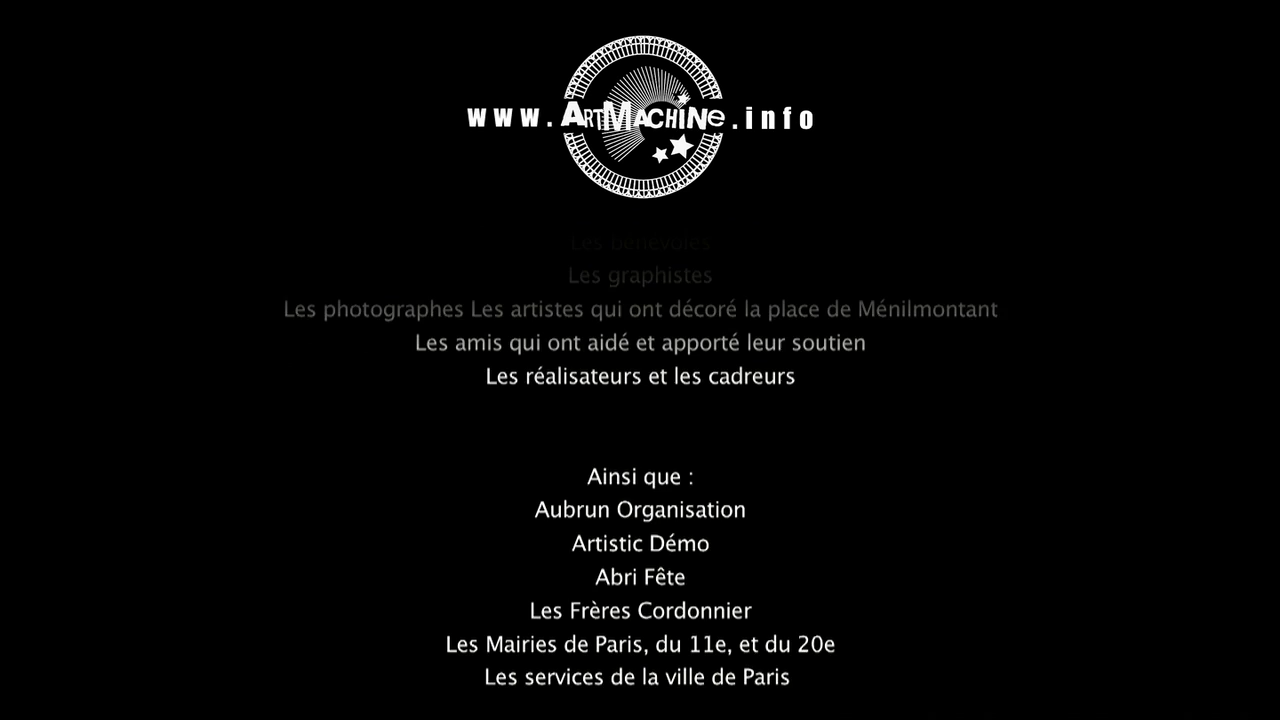 www.ArtMachine.info
Les bénévoles
Les graphistes
Les photographes Les artistes qui ont décoré la place de Ménilmontant
Les amis qui ont aidé et apporté leur soutien
Les réalisateurs et les cadreurs
Ainsi que :
Aubrun Organisation
Artistic Démo
Abri Fête
Les Frères Cordonnier
Les Mairies de Paris, du 11e, et du 20e
Les services de la ville de Paris